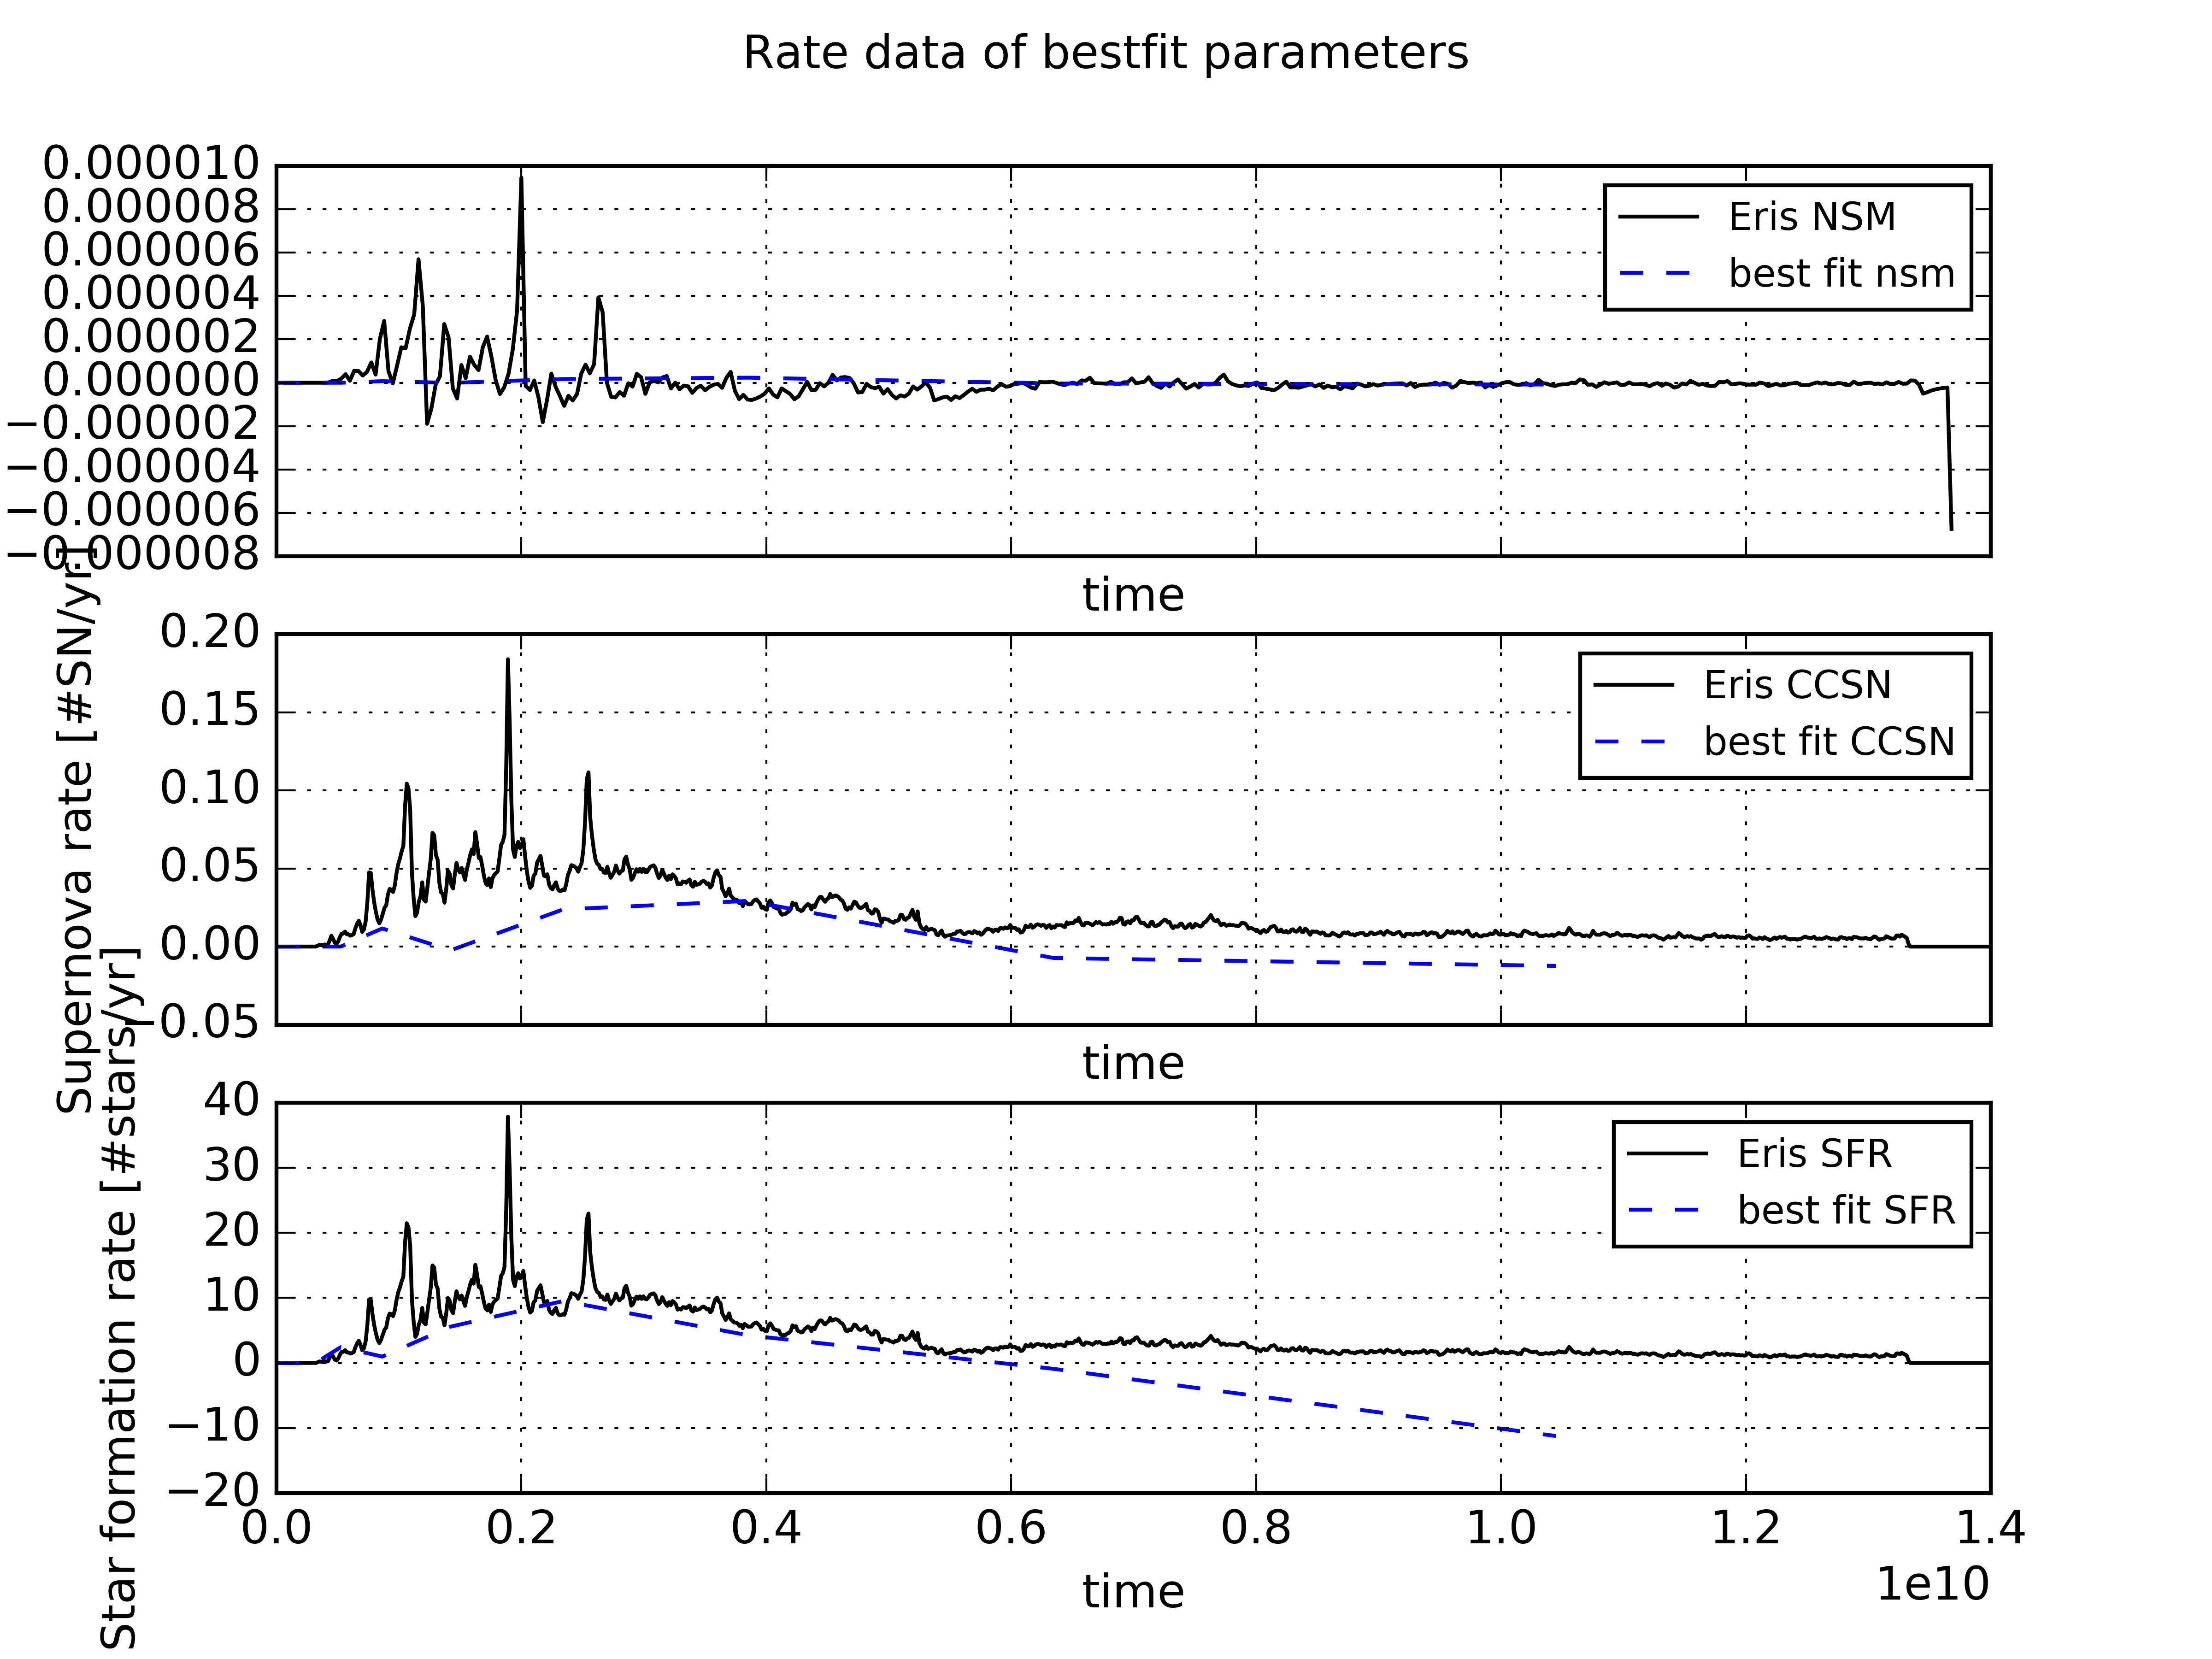 Rate data of bestfit parameters
0.000010
0.000008
0.000006
0.000004
0.000002
0.000000
−0.000002
−0.000004
−0.000006
−0.000008
Eris NSM
best fit nsm
time
Supernova rate [#SN/yr]
0.20
0.15
0.10
0.05
0.00
−0.05
Eris CCSN
best fit CCSN
time
Star formation rate [#stars/yr]
40
30
20
10
0
−10
−20
Eris SFR
best fit SFR
0.0 0.2 0.4 0.6 0.8 1.0 1.2 1.4
1e10
time